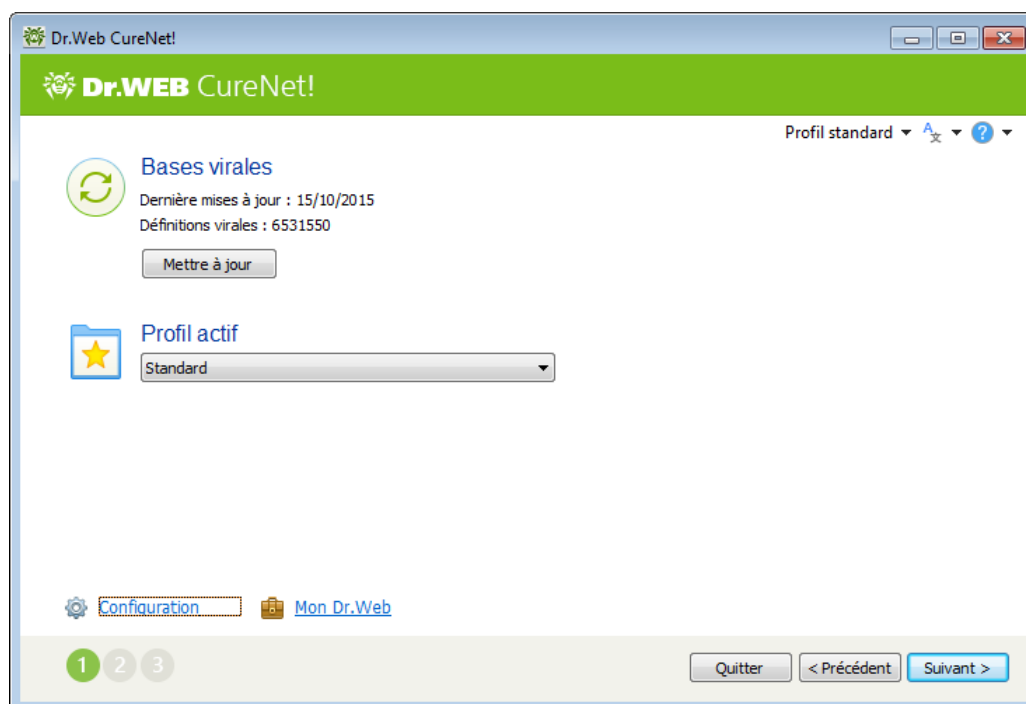 Dr.Web CureNet!
Dr.WEB CureNet!
Profil standard
Bases virales
Dernière mises à jour : 15/10/2015
Définitions virales : 6531550
Mettre à jour
Profil actif
Standard
Configuration
Mon Dr.Web
1 2 3
Quitter
< Précédent
Suivant >